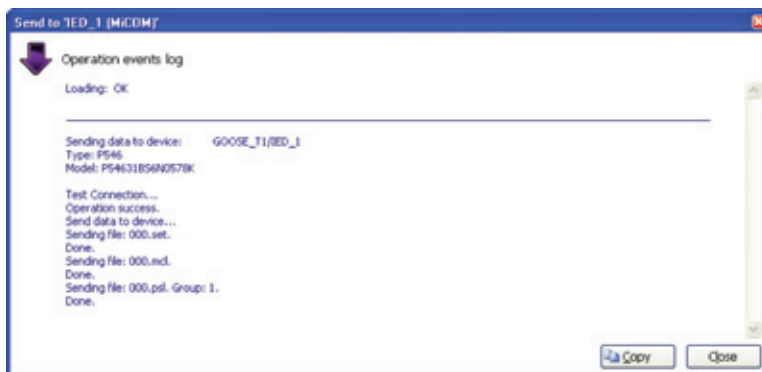 Send to 'IED_1 (MiCOM)'
Operation events log
Loading: OK
Sending data to device: GOOSE_T1/IED_1
Type: P546
Model: P54631BS6N0578K
Test Connection...
Operation success.
Send data to device...
Sending file: 000.set.
Done.
Sending file: 000.mcl.
Done.
Sending file: 000.psl. Group: 1.
Done.
Copy
Close